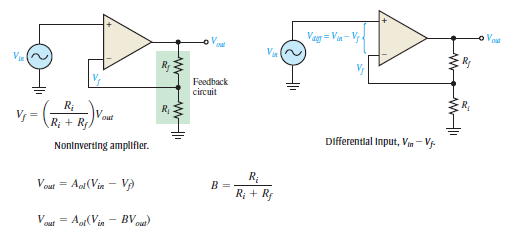 +
−
V_in
V_out
V_f
R_f
R_i
Feedback
circuit
V_f = (R_i / (R_i + R_f)) V_out
Noninverting amplifier.
V_diff = V_in − V_f
+
−
V_in
V_out
V_f
R_f
R_i
Differential input, V_in − V_f.
V_out = A_ol(V_in − V_f)
B = R_i / (R_i + R_f)
V_out = A_ol(V_in − BV_out)